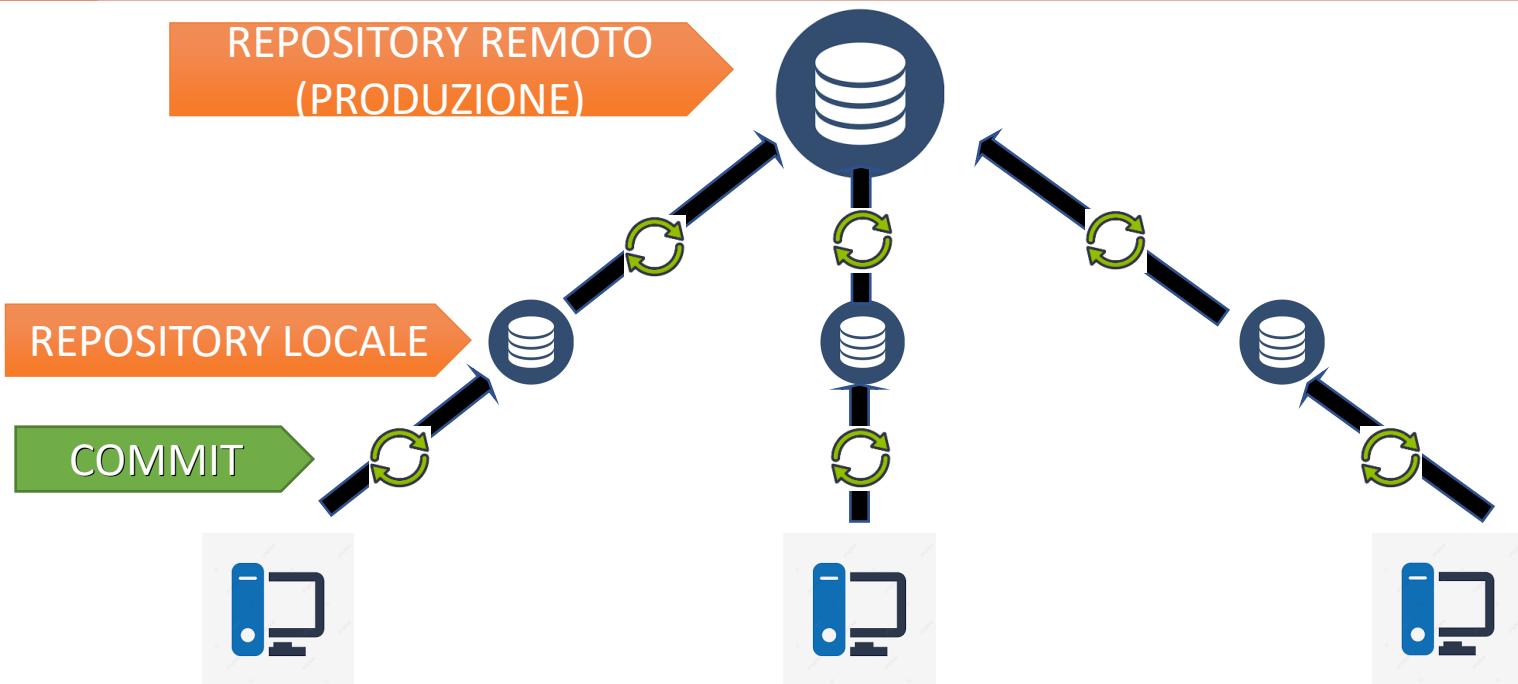 REPOSITORY REMOTO
(PRODUZIONE)
REPOSITORY LOCALE
COMMIT